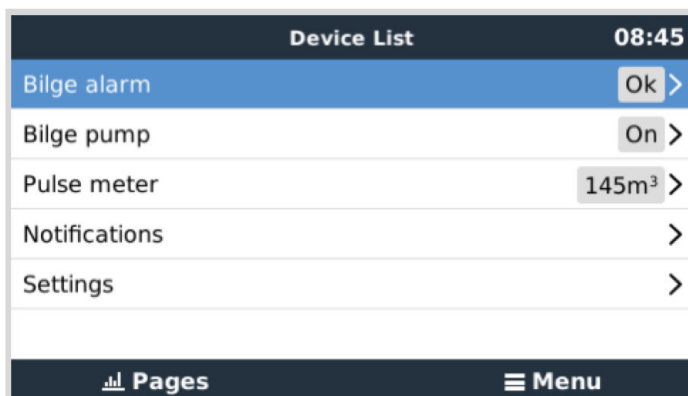 Device List 08:45
Bilge alarm Ok
Bilge pump On
Pulse meter 145m³
Notifications
Settings
Pages Menu